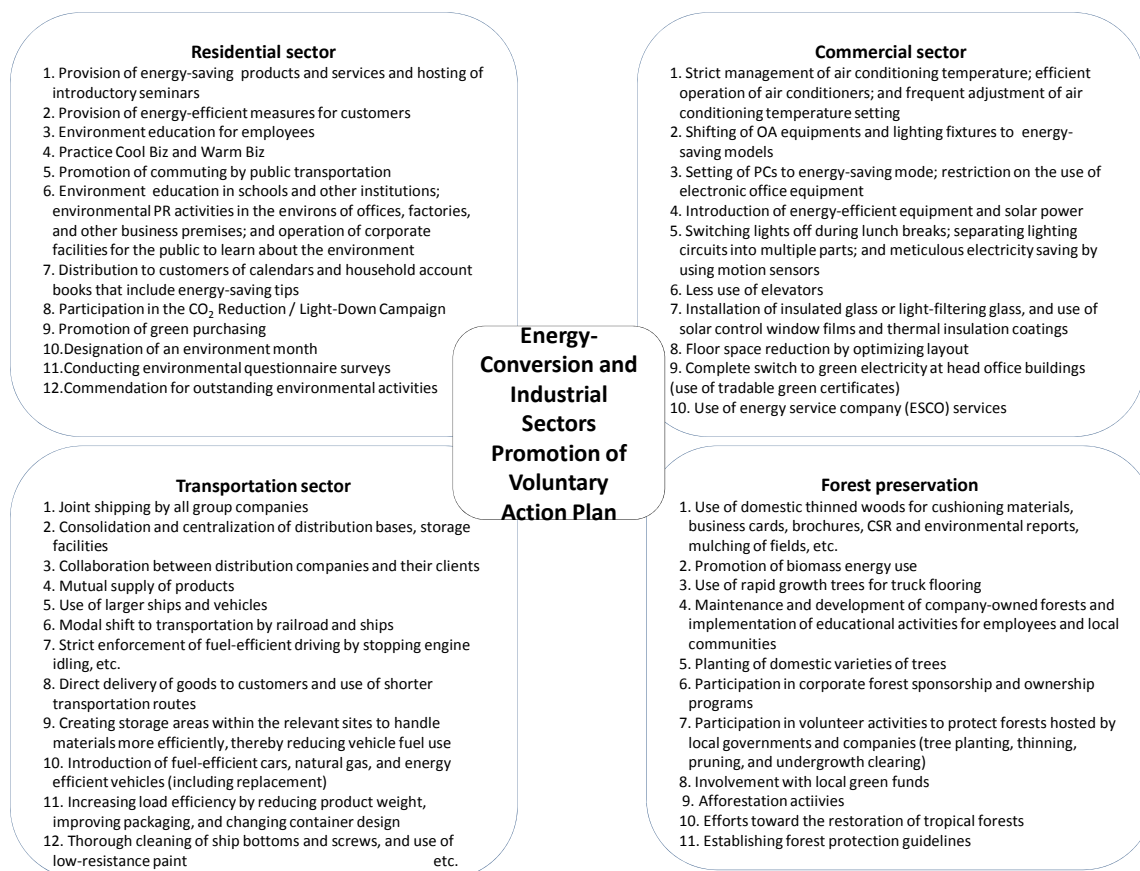 Residential sector
1. Provision of energy-saving products and services and hosting of
introductory seminars
2. Provision of energy-efficient measures for customers
3. Environment education for employees
4. Practice Cool Biz and Warm Biz
5. Promotion of commuting by public transportation
6. Environment education in schools and other institutions;
environmental PR activities in the environs of offices, factories,
and other business premises; and operation of corporate
facilities for the public to learn about the environment
7. Distribution to customers of calendars and household account
books that include energy-saving tips
8. Participation in the CO₂ Reduction / Light-Down Campaign
9. Promotion of green purchasing
10.Designation of an environment month
11.Conducting environmental questionnaire surveys
12.Commendation for outstanding environmental activities
Commercial sector
1. Strict management of air conditioning temperature; efficient
operation of air conditioners; and frequent adjustment of air
conditioning temperature setting
2. Shifting of OA equipments and lighting fixtures to energy-
saving models
3. Setting of PCs to energy-saving mode; restriction on the use of
electronic office equipment
4. Introduction of energy-efficient equipment and solar power
5. Switching lights off during lunch breaks; separating lighting
circuits into multiple parts; and meticulous electricity saving by
using motion sensors
6. Less use of elevators
7. Installation of insulated glass or light-filtering glass, and use of
solar control window films and thermal insulation coatings
8. Floor space reduction by optimizing layout
9. Complete switch to green electricity at head office buildings
(use of tradable green certificates)
10. Use of energy service company (ESCO) services
Energy-
Conversion and
Industrial
Sectors
Promotion of
Voluntary
Action Plan
Transportation sector
1. Joint shipping by all group companies
2. Consolidation and centralization of distribution bases, storage
facilities
3. Collaboration between distribution companies and their clients
4. Mutual supply of products
5. Use of larger ships and vehicles
6. Modal shift to transportation by railroad and ships
7. Strict enforcement of fuel-efficient driving by stopping engine
idling, etc.
8. Direct delivery of goods to customers and use of shorter
transportation routes
9. Creating storage areas within the relevant sites to handle
materials more efficiently, thereby reducing vehicle fuel use
10. Introduction of fuel-efficient cars, natural gas, and energy
efficient vehicles (including replacement)
11. Increasing load efficiency by reducing product weight,
improving packaging, and changing container design
12. Thorough cleaning of ship bottoms and screws, and use of
low-resistance paint etc.
Forest preservation
1. Use of domestic thinned woods for cushioning materials,
business cards, brochures, CSR and environmental reports,
mulching of fields, etc.
2. Promotion of biomass energy use
3. Use of rapid growth trees for truck flooring
4. Maintenance and development of company-owned forests and
implementation of educational activities for employees and local
communities
5. Planting of domestic varieties of trees
6. Participation in corporate forest sponsorship and ownership
programs
7. Participation in volunteer activities to protect forests hosted by
local governments and companies (tree planting, thinning,
pruning, and undergrowth clearing)
8. Involvement with local green funds
9. Afforestation actiivies
10. Efforts toward the restoration of tropical forests
11. Establishing forest protection guidelines